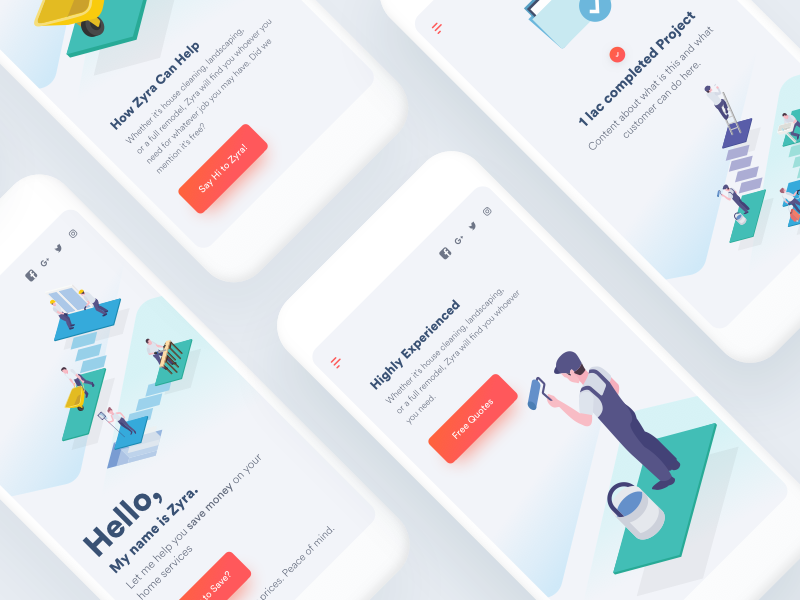 How Zyra Can Help
Whether it's house cleaning, landscaping,
or a full remodel, Zyra will find you whoever you
need for whatever job you may have. Did we
mention it's free?
Say Hi to Zyra!
1 lac completed Project
Content about what is this and what
customer can do here.
G+
Hello,
My name is Zyra.
Let me help you save money on your
home services
to Save?
prices. Peace of mind.
G+
Highly Experienced
Whether it's house cleaning, landscaping,
or a full remodel, Zyra will find you whoever
you need.
Free Quotes